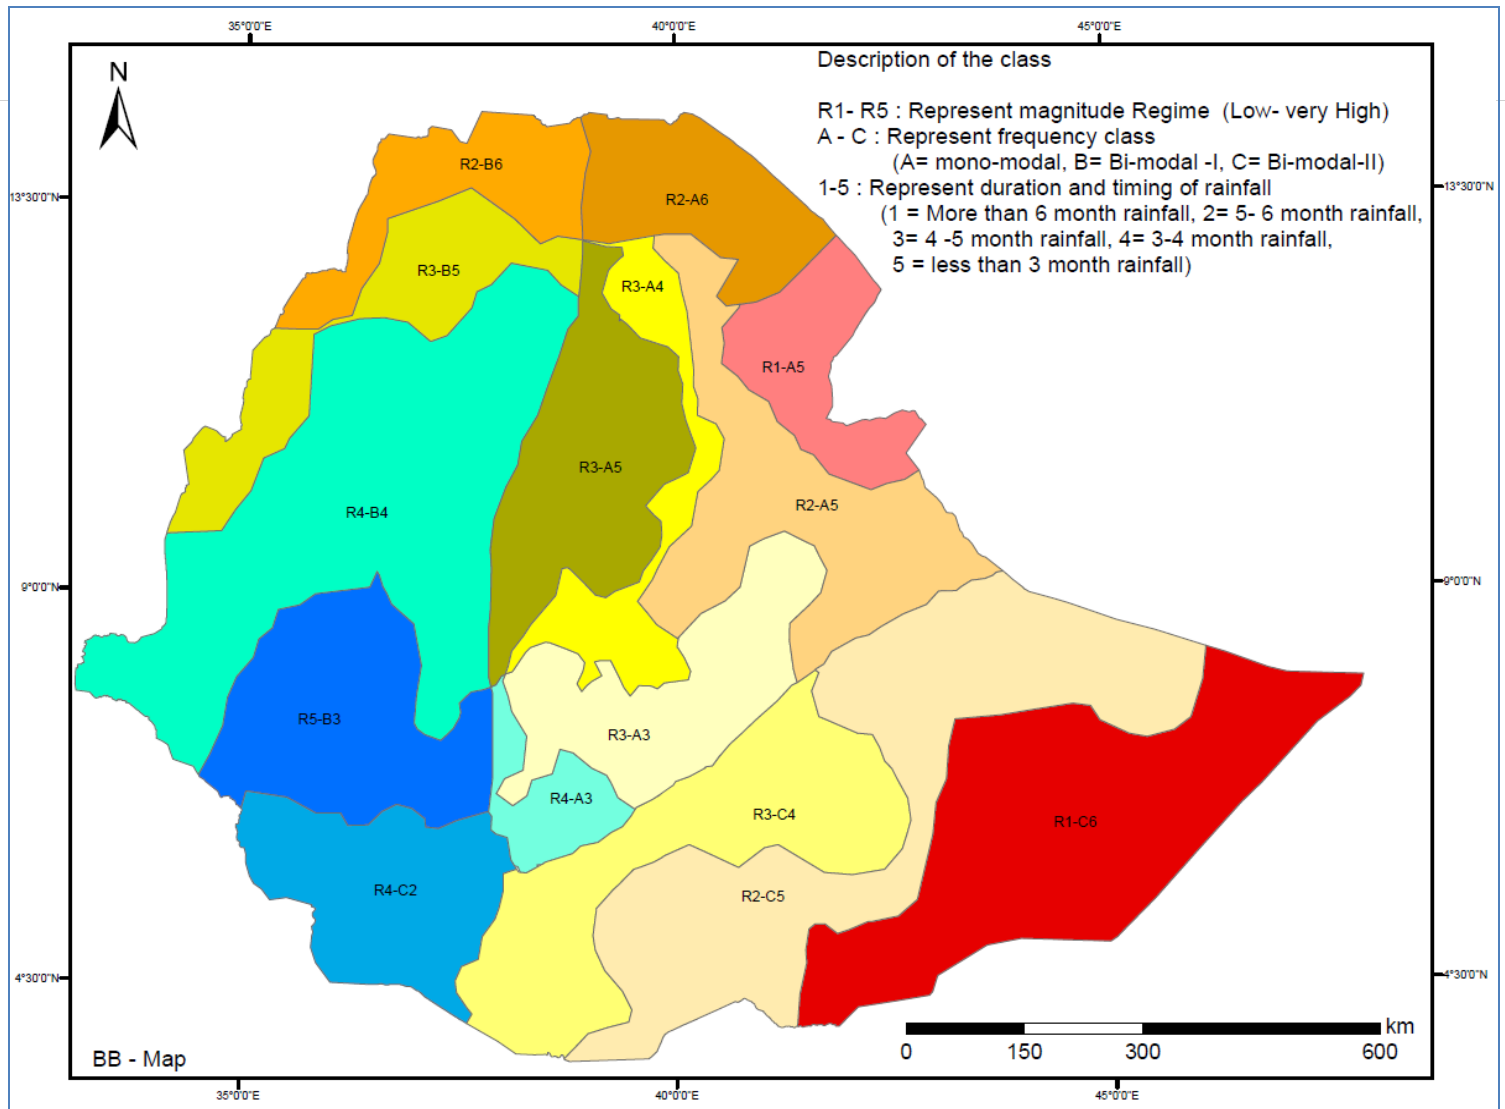 35°0'0"E 40°0'0"E 45°0'0"E
N
Description of the class
R1- R5 : Represent magnitude Regime (Low- very High)
A - C : Represent frequency class
(A= mono-modal, B= Bi-modal -I, C= Bi-modal-II)
1-5 : Represent duration and timing of rainfall
(1 = More than 6 month rainfall, 2= 5- 6 month rainfall,
3= 4 -5 month rainfall, 4= 3-4 month rainfall,
5 = less than 3 month rainfall)
R2-B6
13°30'0"N
13°30'0"N
R2-A6
R3-B5
R3-A4
R1-A5
R3-A5
R2-A5
R4-B4
9°0'0"N
9°0'0"N
R5-B3
R3-A3
R4-A3
R3-C4
R1-C6
R4-C2
R2-C5
4°30'0"N
4°30'0"N
km
0 150 300 600
BB - Map
35°0'0"E 40°0'0"E 45°0'0"E